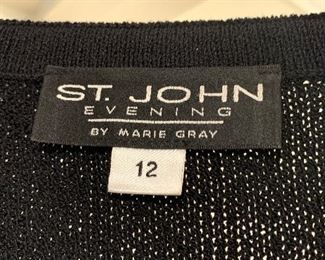 ST. JOHN
EVENING
BY MARIE GRAY
12